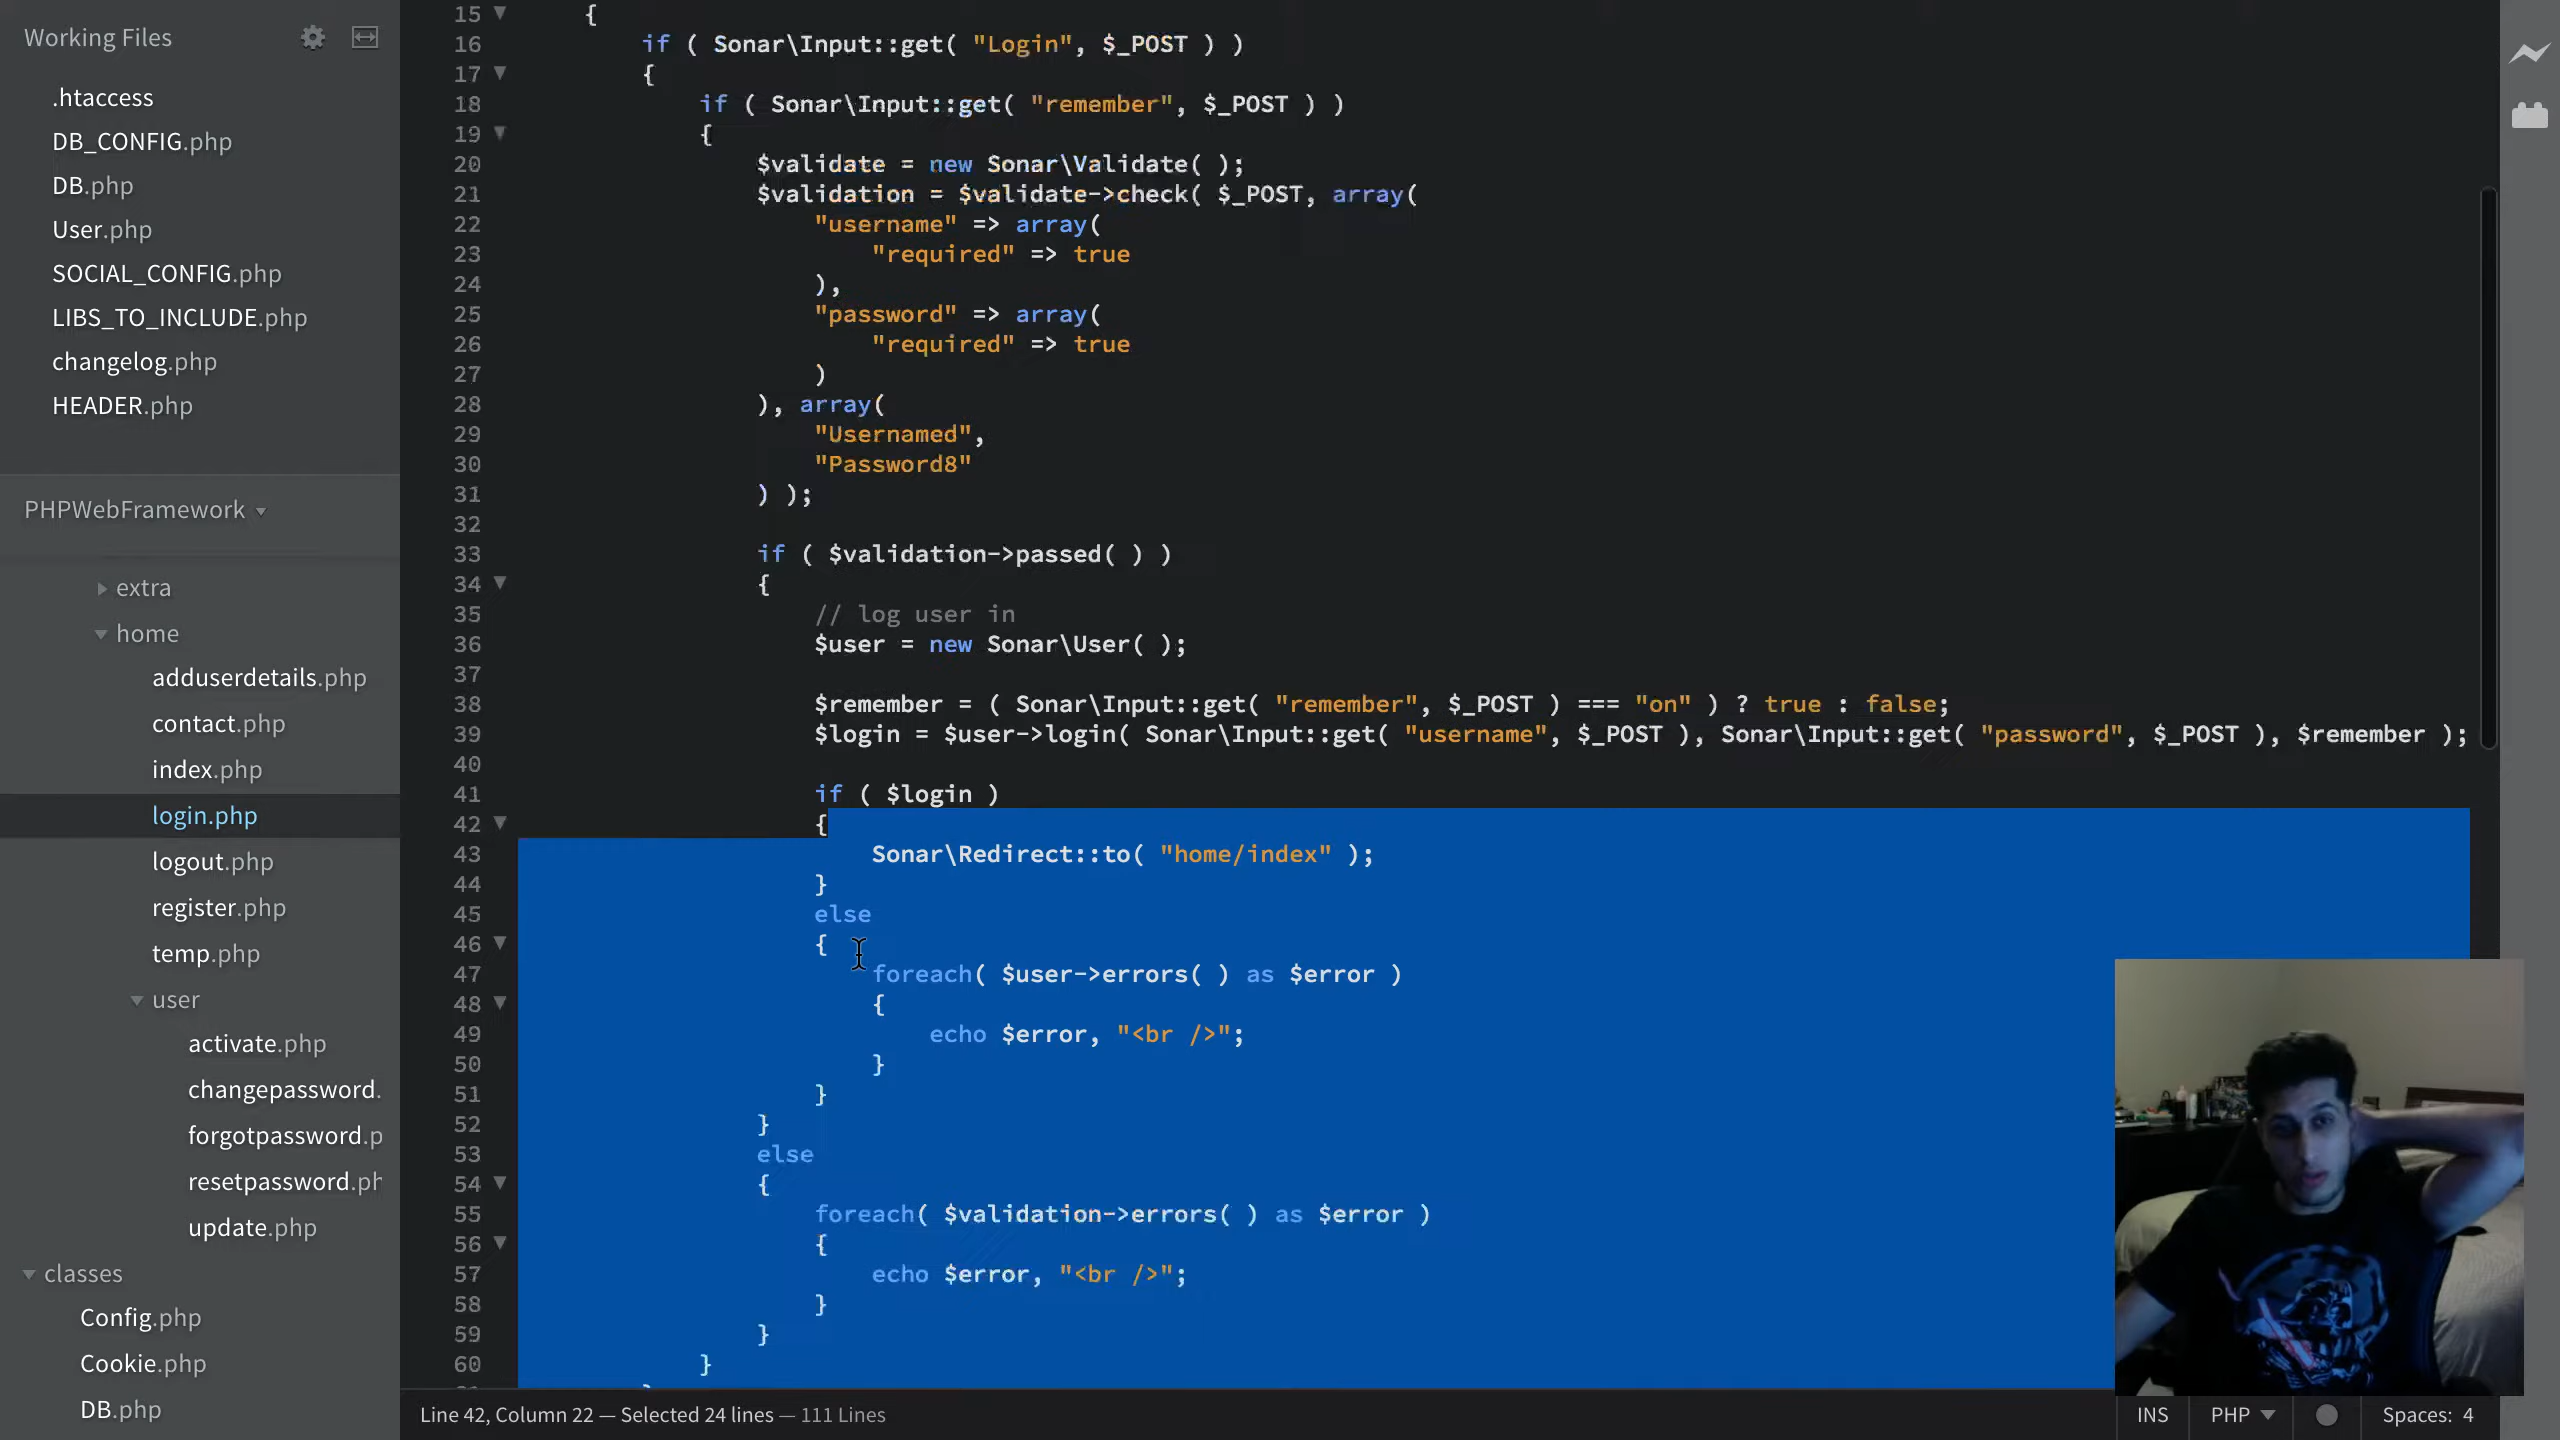 Working Files
.htaccess
DB_CONFIG.php
DB.php
User.php
SOCIAL_CONFIG.php
LIBS_TO_INCLUDE.php
changelog.php
HEADER.php
PHPWebFramework
extra
home
adduserdetails.php
contact.php
index.php
login.php
logout.php
register.php
temp.php
user
activate.php
changepassword.
forgotpassword.p
resetpassword.ph
update.php
classes
Config.php
Cookie.php
DB.php
15 {
16 if ( Sonar\Input::get( "Login", $_POST ) )
17 {
18 if ( Sonar\Input::get( "remember", $_POST ) )
19 {
20 $validate = new Sonar\Validate( );
21 $validation = $validate->check( $_POST, array(
22 "username" => array(
23 "required" => true
24 ),
25 "password" => array(
26 "required" => true
27 )
28 ), array(
29 "Usernamed",
30 "Password8"
31 ) );
32
33 if ( $validation->passed( ) )
34 {
35 // log user in
36 $user = new Sonar\User( );
37
38 $remember = ( Sonar\Input::get( "remember", $_POST ) === "on" ) ? true : false;
39 $login = $user->login( Sonar\Input::get( "username", $_POST ), Sonar\Input::get( "password", $_POST ), $remember );
40
41 if ( $login )
42 {
43 Sonar\Redirect::to( "home/index" );
44 }
45 else
46 {
47 foreach( $user->errors( ) as $error )
48 {
49 echo $error, "<br />";
50 }
51 }
52 }
53 else
54 {
55 foreach( $validation->errors( ) as $error )
56 {
57 echo $error, "<br />";
58 }
59 }
60 }
Line 42, Column 22 — Selected 24 lines — 111 Lines
INS PHP Spaces: 4